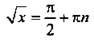 √x = π/2 + πn